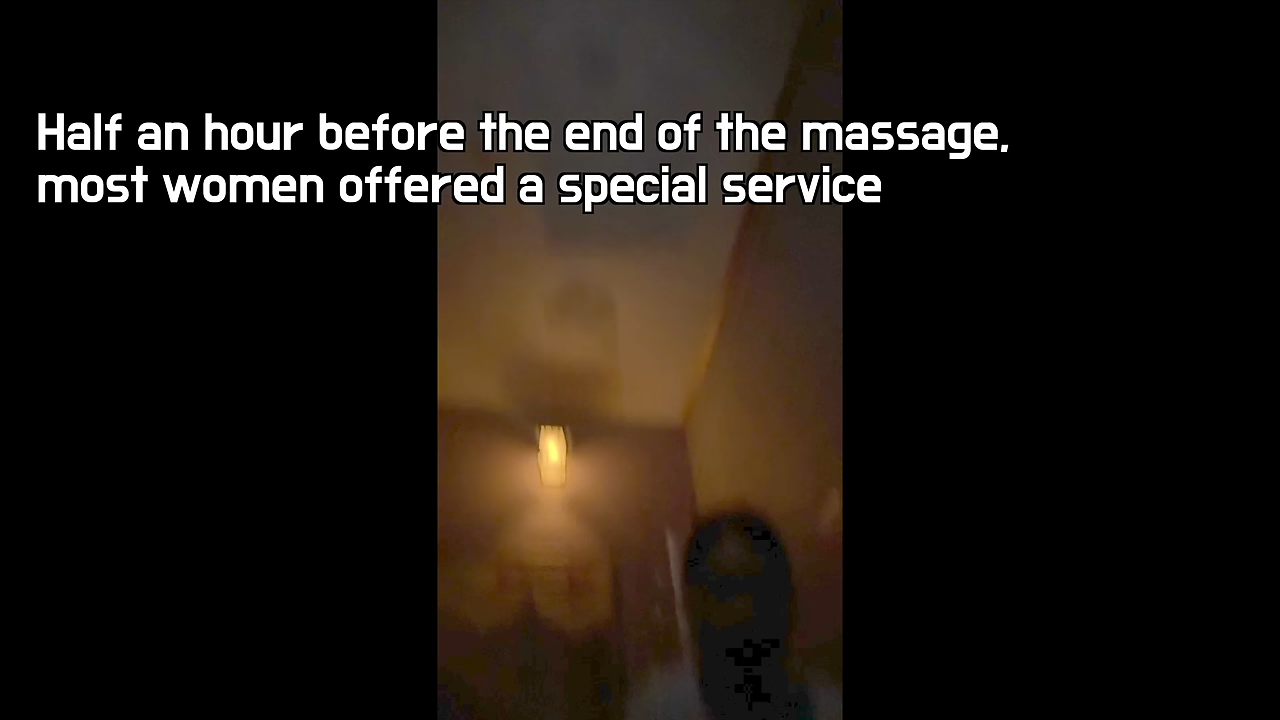 Half an hour before the end of the massage,
most women offered a special service